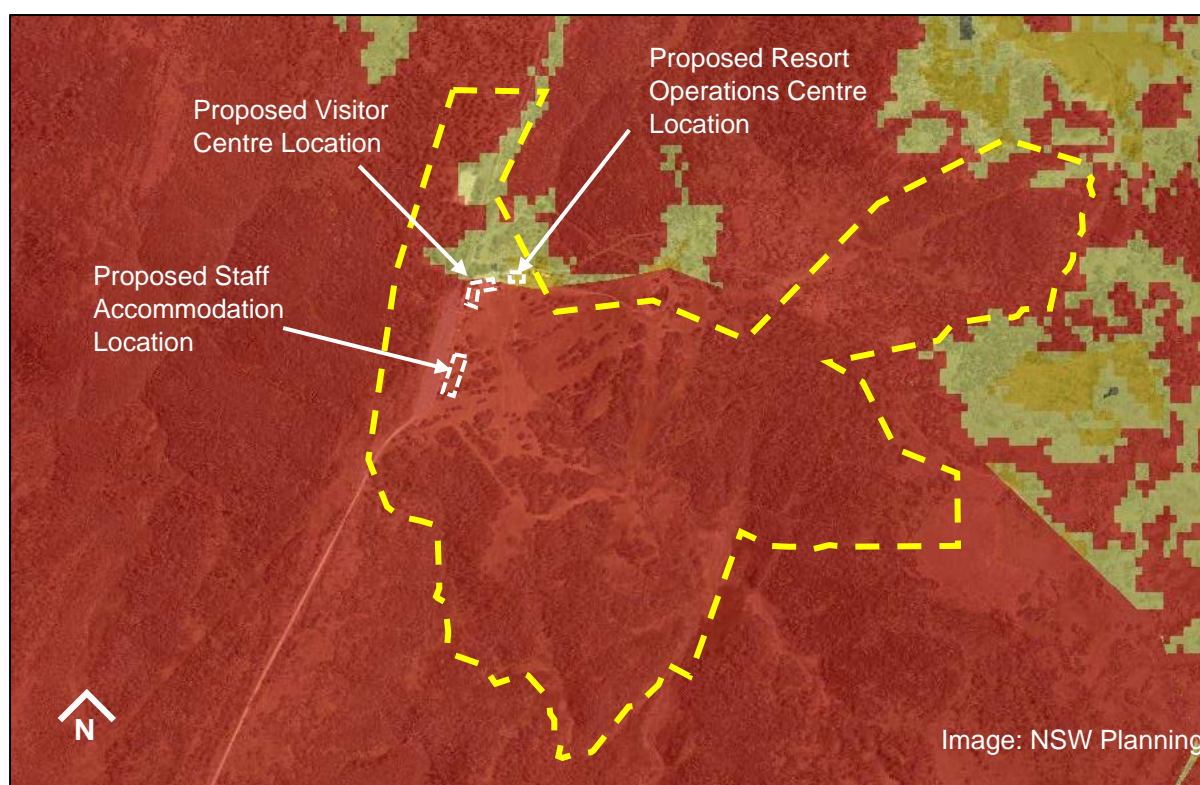 Proposed Visitor
Centre Location
Proposed Resort
Operations Centre
Location
Proposed Staff
Accommodation
Location
N
Image: NSW Planning